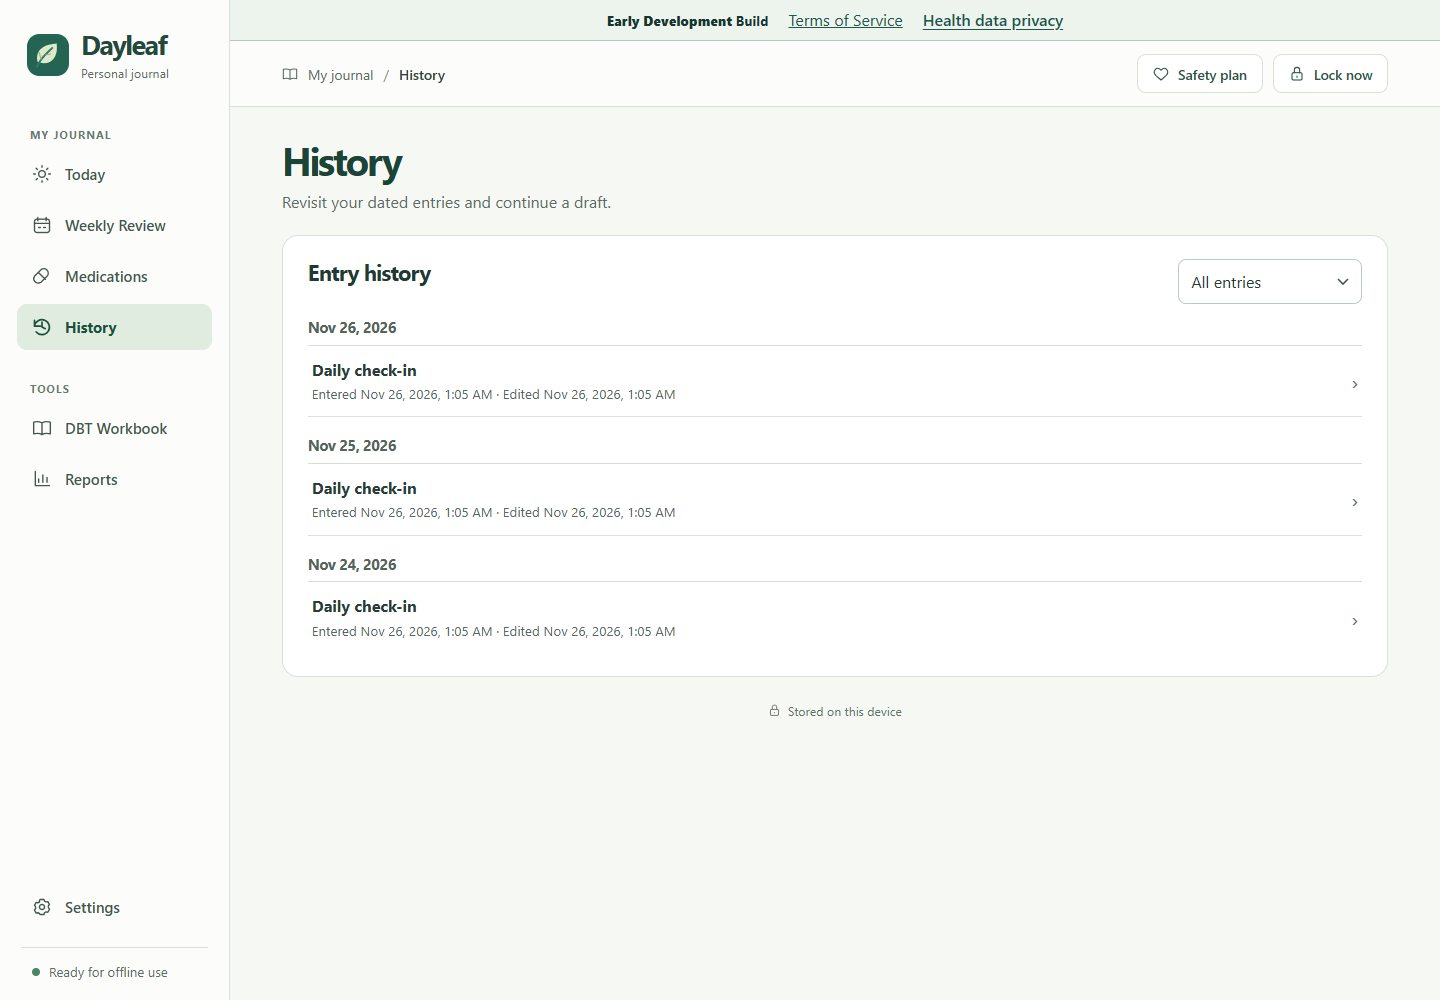 Dayleaf
Personal journal
MY JOURNAL
Today
Weekly Review
Medications
History
TOOLS
DBT Workbook
Reports
Settings
Ready for offline use
Early Development Build Terms of Service Health data privacy
My journal / History
Safety plan
Lock now
History
Revisit your dated entries and continue a draft.
Entry history
All entries
Nov 26, 2026
Daily check-in
Entered Nov 26, 2026, 1:05 AM · Edited Nov 26, 2026, 1:05 AM
Nov 25, 2026
Daily check-in
Entered Nov 26, 2026, 1:05 AM · Edited Nov 26, 2026, 1:05 AM
Nov 24, 2026
Daily check-in
Entered Nov 26, 2026, 1:05 AM · Edited Nov 26, 2026, 1:05 AM
Stored on this device